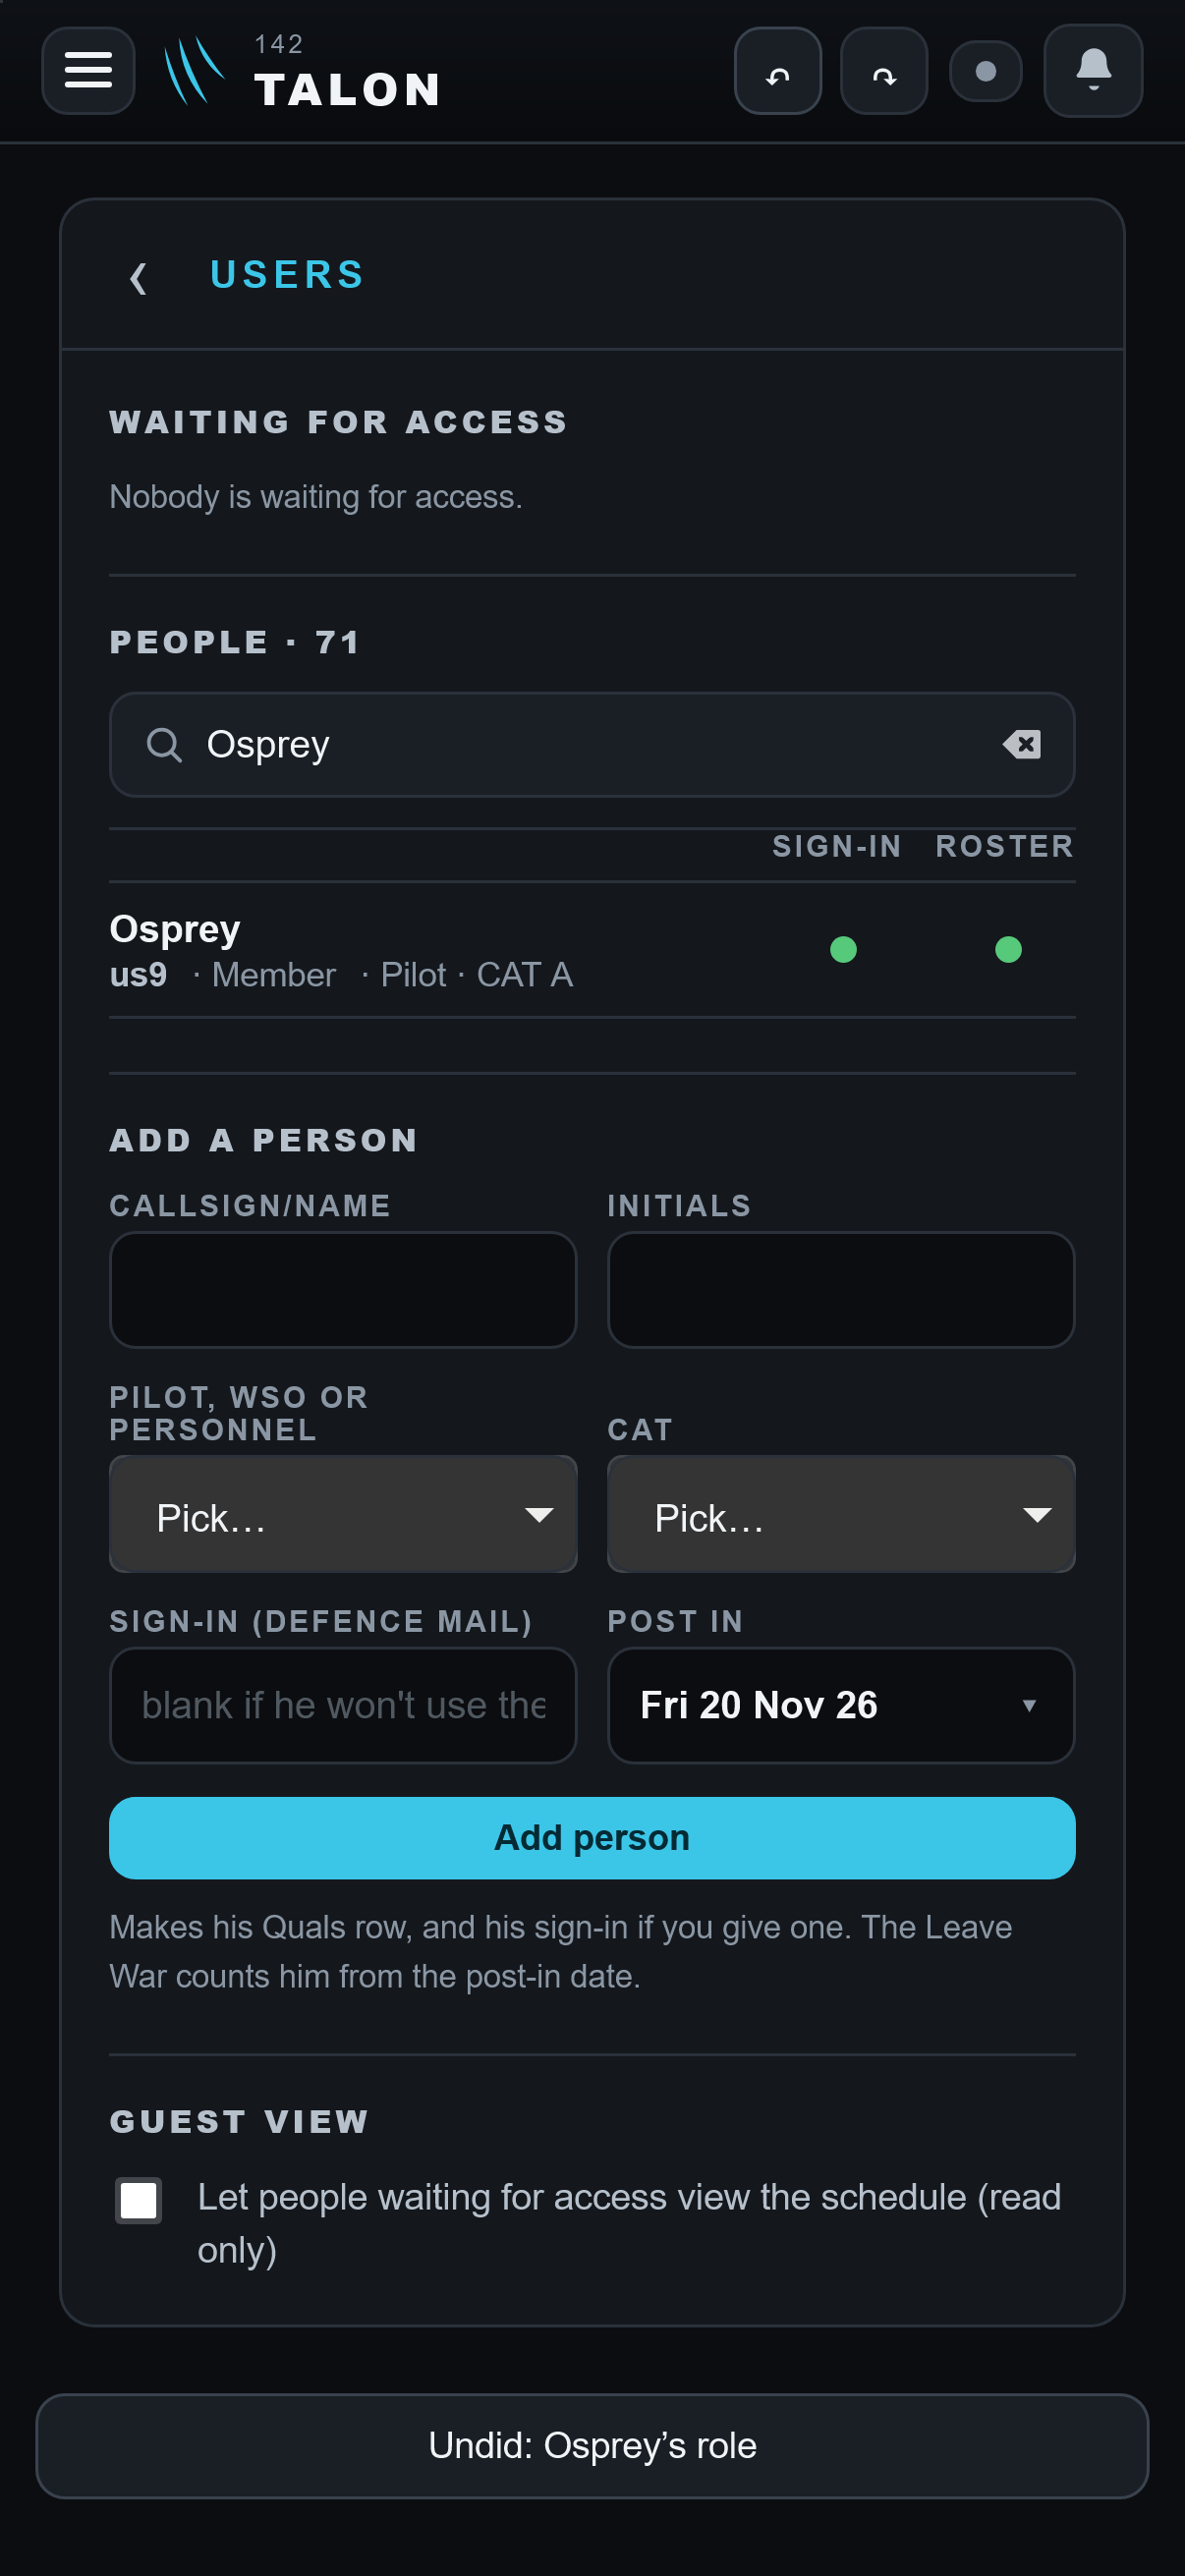 142
TALON
USERS
WAITING FOR ACCESS
Nobody is waiting for access.
PEOPLE · 71
Osprey
SIGN-IN ROSTER
Osprey
us9 · Member · Pilot · CAT A
ADD A PERSON
CALLSIGN/NAME INITIALS
PILOT, WSO OR
PERSONNEL CAT
Pick... Pick...
SIGN-IN (DEFENCE MAIL) POST IN
blank if he won't use the Fri 20 Nov 26
Add person
Makes his Quals row, and his sign-in if you give one. The Leave
War counts him from the post-in date.
GUEST VIEW
Let people waiting for access view the schedule (read
only)
Undid: Osprey’s role